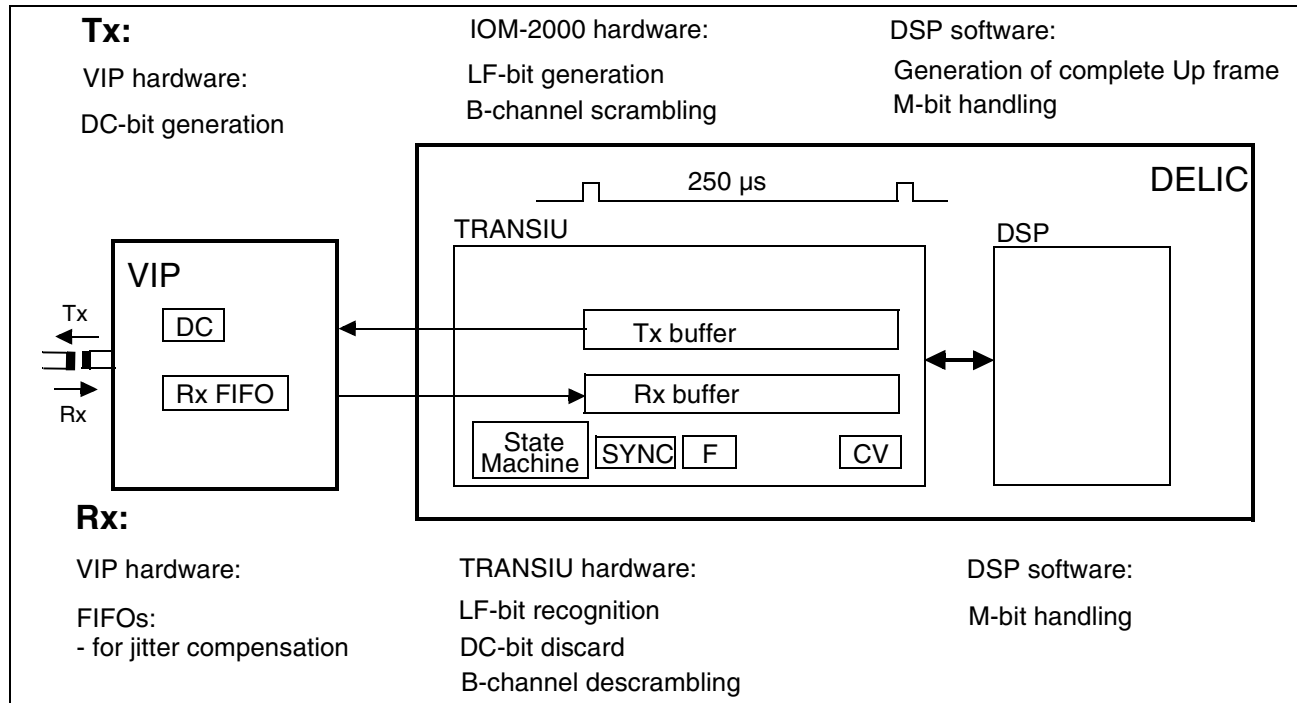 Tx:
VIP hardware:
DC-bit generation
IOM-2000 hardware:
LF-bit generation
B-channel scrambling
DSP software:
Generation of complete Up frame
M-bit handling
DELIC
250 µs
TRANSIU
DSP
VIP
Tx
DC
Rx FIFO
Rx
Tx buffer
Rx buffer
State
Machine
SYNC
F
CV
Rx:
VIP hardware:
FIFOs:
- for jitter compensation
TRANSIU hardware:
LF-bit recognition
DC-bit discard
B-channel descrambling
DSP software:
M-bit handling